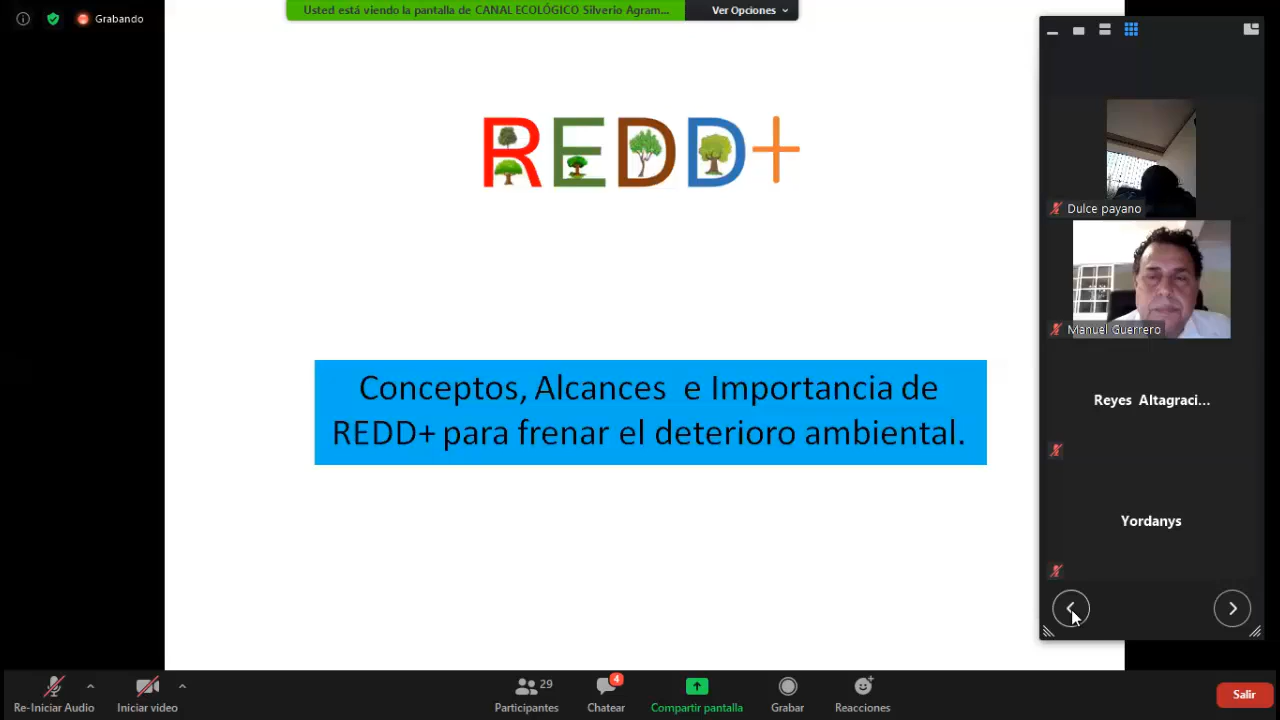 Grabando
Usted está viendo la pantalla de CANAL ECOLÓGICO Silverio Agram...
Ver Opciones
REDD+
Conceptos, Alcances e Importancia de
REDD+ para frenar el deterioro ambiental.
Dulce payano
Manuel Guerrero
Reyes Altagraci...
Yordanys
Re-Iniciar Audio
Iniciar video
29
Participantes
4
Chatear
Compartir pantalla
Grabar
Reacciones
Salir